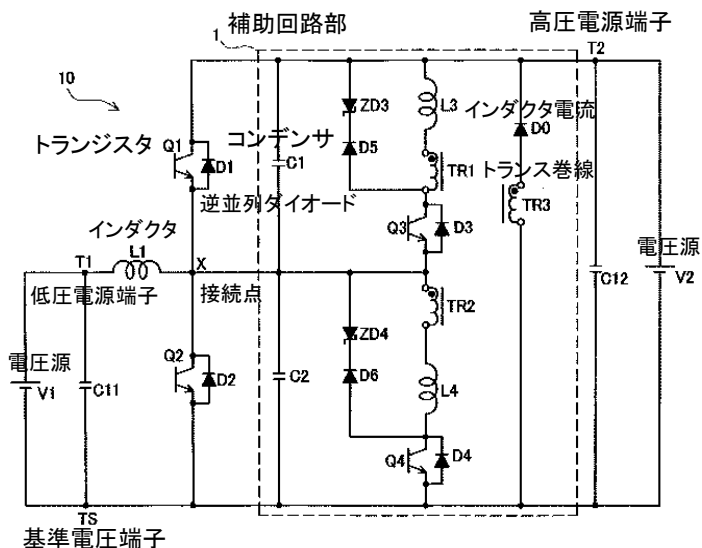 補助回路部
高圧電源端子
1
T2
10
ZD3
L3
インダクタ電流
トランジスタ
Q1
コンデンサ
D0
D1
C1
D5
TR1
トランス巻線
逆並列ダイオード
TR3
インダクタ
Q3
D3
電圧源
T1
L1
X
V2
低圧電源端子
接続点
TR2
C12
ZD4
電圧源
Q2
D2
C2
D6
V1
C11
L4
Q4
D4
TS
基準電圧端子